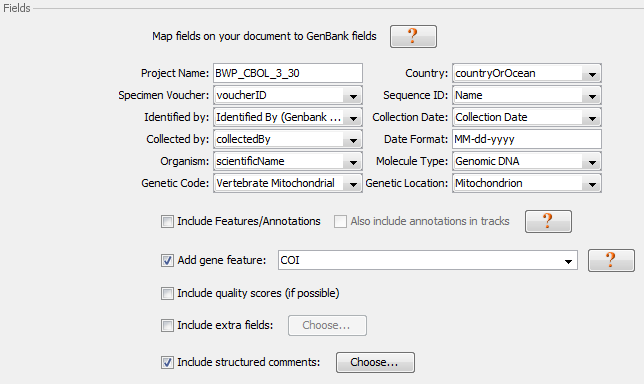 Fields
Map fields on your document to GenBank fields ?
Project Name: BWP_CBOL_3_30 Country: countryOrOcean
Specimen Voucher: voucherID Sequence ID: Name
Identified by: Identified By (Genbank ... Collection Date: Collection Date
Collected by: collectedBy Date Format: MM-dd-yyyy
Organism: scientificName Molecule Type: Genomic DNA
Genetic Code: Vertebrate Mitochondrial Genetic Location: Mitochondrion
Include Features/Annotations Also include annotations in tracks ?
Add gene feature: COI ?
Include quality scores (if possible)
Include extra fields: Choose...
Include structured comments: Choose...